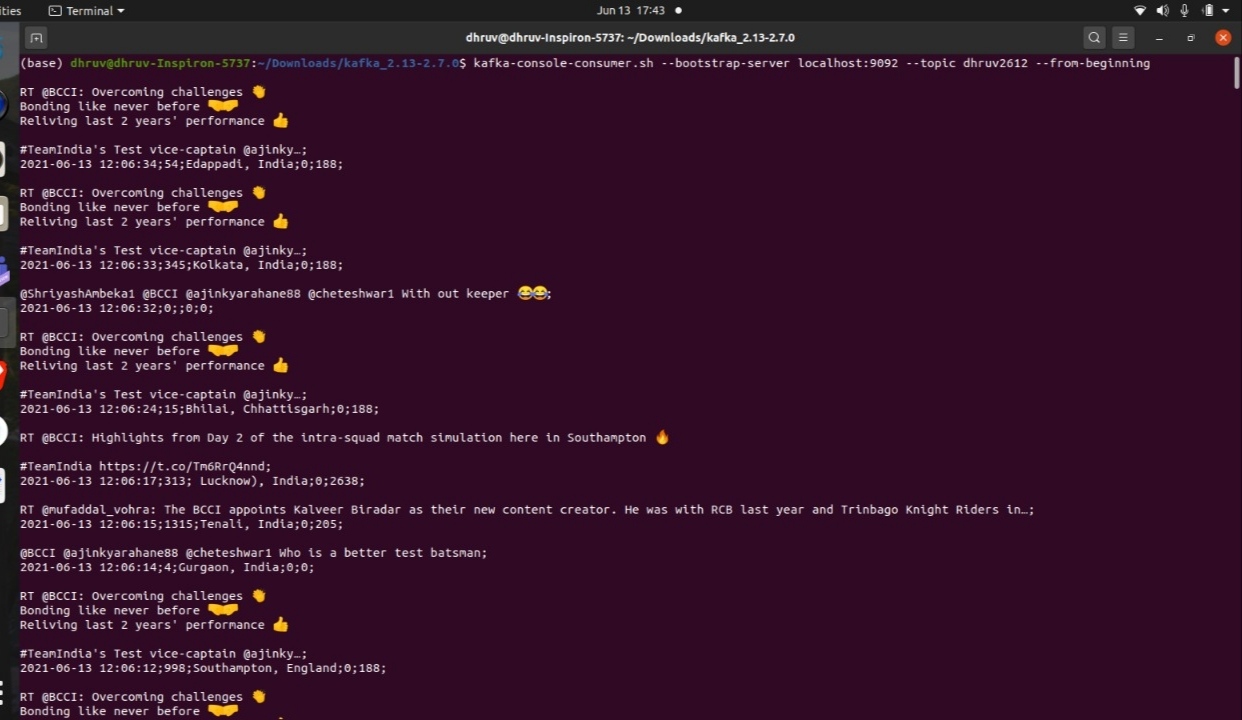 ities
Terminal
Jun 13 17:43
dhruv@dhruv-Inspiron-5737: ~/Downloads/kafka_2.13-2.7.0
(base) dhruv@dhruv-Inspiron-5737:~/Downloads/kafka_2.13-2.7.0$ kafka-console-consumer.sh --bootstrap-server localhost:9092 --topic dhruv2612 --from-beginning
RT @BCCI: Overcoming challenges 👏
Bonding like never before 🤝
Reliving last 2 years' performance 👍
#TeamIndia's Test vice-captain @ajinky…;
2021-06-13 12:06:34;54;Edappadi, India;0;188;
RT @BCCI: Overcoming challenges 👏
Bonding like never before 🤝
Reliving last 2 years' performance 👍
#TeamIndia's Test vice-captain @ajinky…;
2021-06-13 12:06:33;345;Kolkata, India;0;188;
@ShriyashAmbeka1 @BCCI @ajinkyarahane88 @cheteshwar1 With out keeper 😂😂;
2021-06-13 12:06:32;0;;0;0;
RT @BCCI: Overcoming challenges 👏
Bonding like never before 🤝
Reliving last 2 years' performance 👍
#TeamIndia's Test vice-captain @ajinky…;
2021-06-13 12:06:24;15;Bhilai, Chhattisgarh;0;188;
RT @BCCI: Highlights from Day 2 of the intra-squad match simulation here in Southampton 🔥
#TeamIndia https://t.co/Tm6RrQ4nnd;
2021-06-13 12:06:17;313; Lucknow), India;0;2638;
RT @mufaddal_vohra: The BCCI appoints Kalveer Biradar as their new content creator. He was with RCB last year and Trinbago Knight Riders in…;
2021-06-13 12:06:15;1315;Tenali, India;0;205;
@BCCI @ajinkyarahane88 @cheteshwar1 Who is a better test batsman;
2021-06-13 12:06:14;4;Gurgaon, India;0;0;
RT @BCCI: Overcoming challenges 👏
Bonding like never before 🤝
Reliving last 2 years' performance 👍
#TeamIndia's Test vice-captain @ajinky…;
2021-06-13 12:06:12;998;Southampton, England;0;188;
RT @BCCI: Overcoming challenges 👏
Bonding like never before 🤝